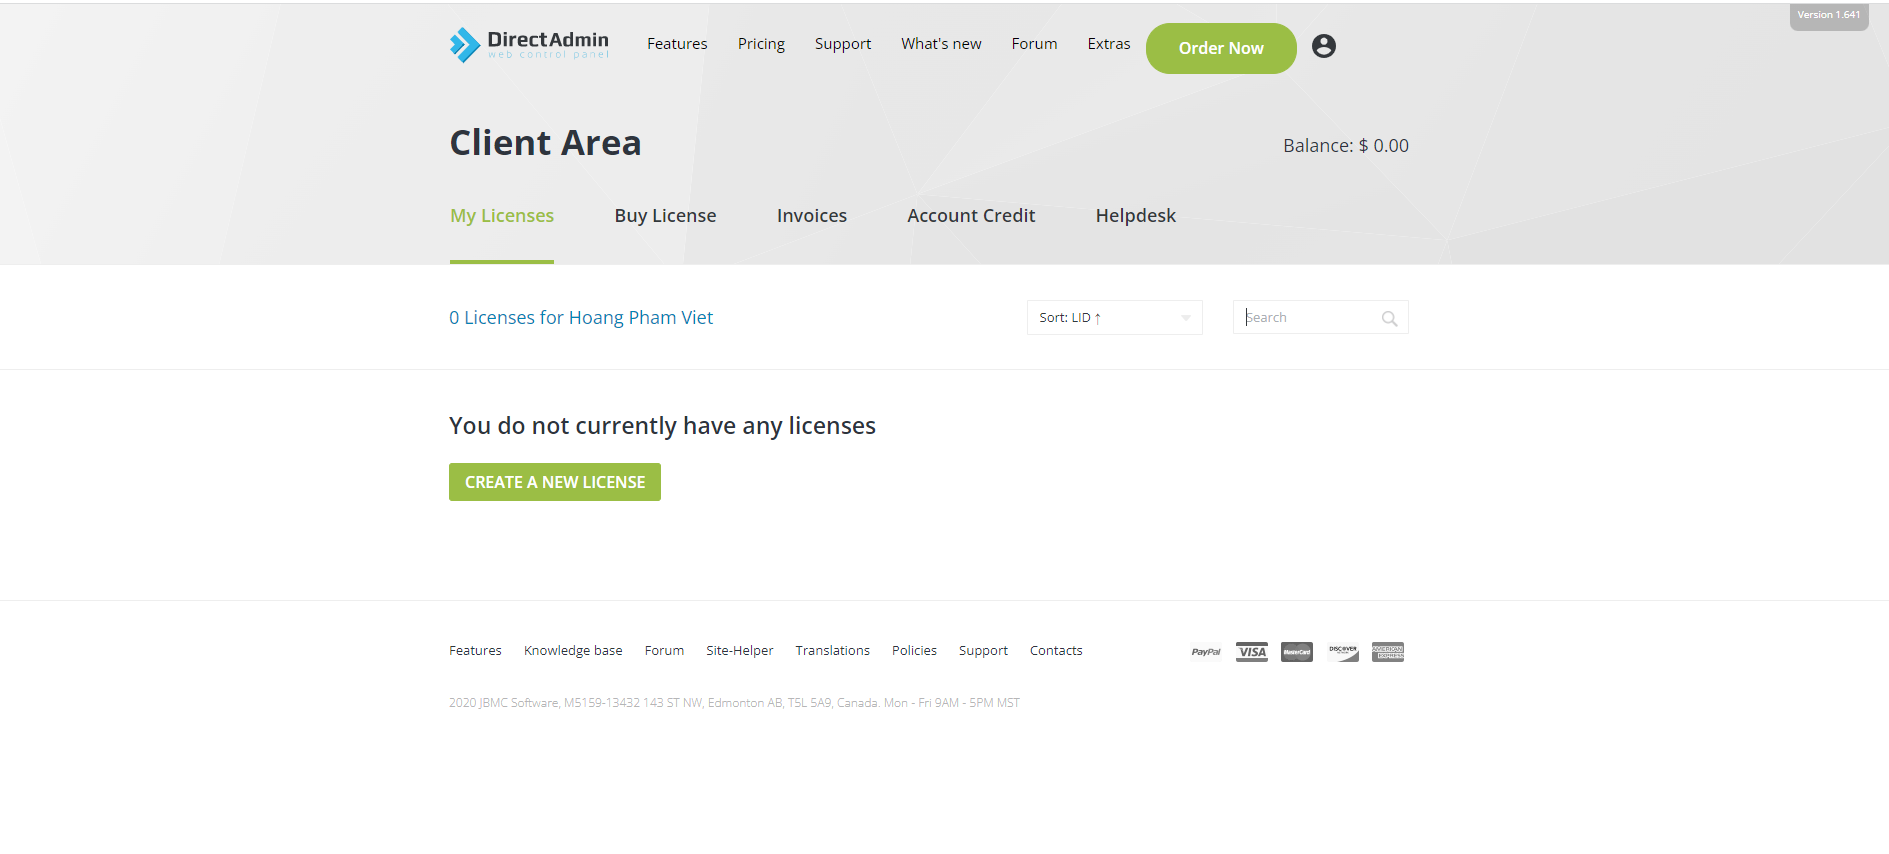 Version 1.641
DirectAdmin
web control panel
Features Pricing Support What's new Forum Extras Order Now
Client Area
Balance: $ 0.00
My Licenses Buy License Invoices Account Credit Helpdesk
0 Licenses for Hoang Pham Viet
Sort: LID ↑
Search
You do not currently have any licenses
CREATE A NEW LICENSE
Features Knowledge base Forum Site-Helper Translations Policies Support Contacts
PayPal VISA MasterCard DISCOVER NETWORK AMERICAN EXPRESS
2020 JBMC Software, M5159-13432 143 ST NW, Edmonton AB, T5L 5A9, Canada. Mon - Fri 9AM - 5PM MST